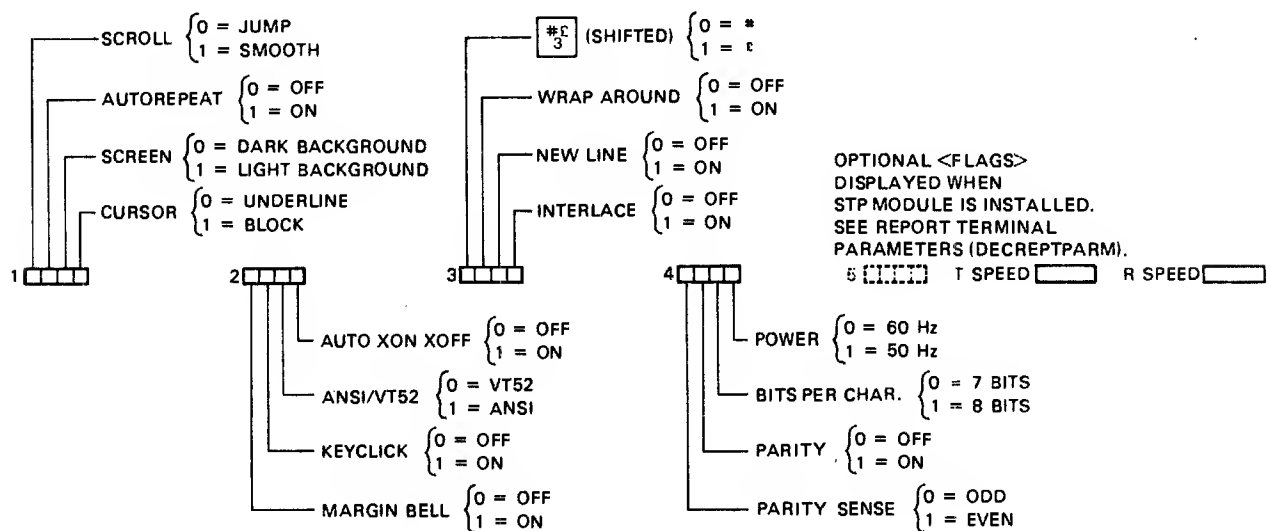 SCROLL 0 = JUMP
1 = SMOOTH
AUTOREPEAT 0 = OFF
1 = ON
SCREEN 0 = DARK BACKGROUND
1 = LIGHT BACKGROUND
CURSOR 0 = UNDERLINE
1 = BLOCK
1
2
AUTO XON XOFF 0 = OFF
1 = ON
ANSI/VT52 0 = VT52
1 = ANSI
KEYCLICK 0 = OFF
1 = ON
MARGIN BELL 0 = OFF
1 = ON
#£
3 (SHIFTED) 0 = #
1 = £
WRAP AROUND 0 = OFF
1 = ON
NEW LINE 0 = OFF
1 = ON
INTERLACE 0 = OFF
1 = ON
3
4
POWER 0 = 60 Hz
1 = 50 Hz
BITS PER CHAR. 0 = 7 BITS
1 = 8 BITS
PARITY 0 = OFF
1 = ON
PARITY SENSE 0 = ODD
1 = EVEN
OPTIONAL <FLAGS>
DISPLAYED WHEN
STP MODULE IS INSTALLED.
SEE REPORT TERMINAL
PARAMETERS (DECREPTPARM).
5 T SPEED R SPEED